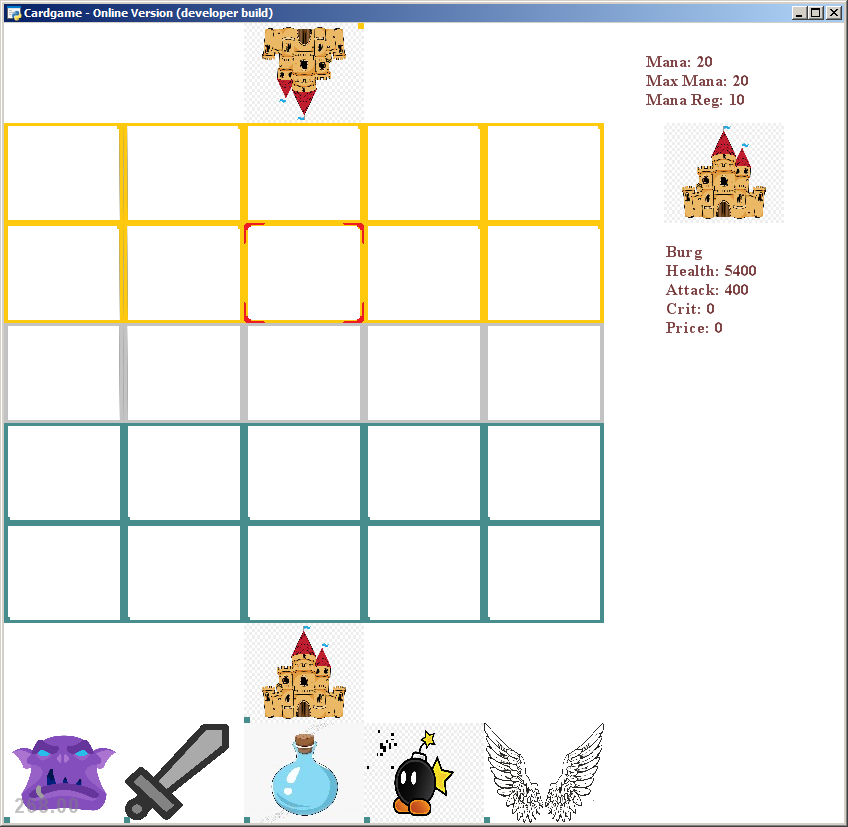 Cardgame - Online Version (developer build)
Mana: 20
Max Mana: 20
Mana Reg: 10
Burg
Health: 5400
Attack: 400
Crit: 0
Price: 0